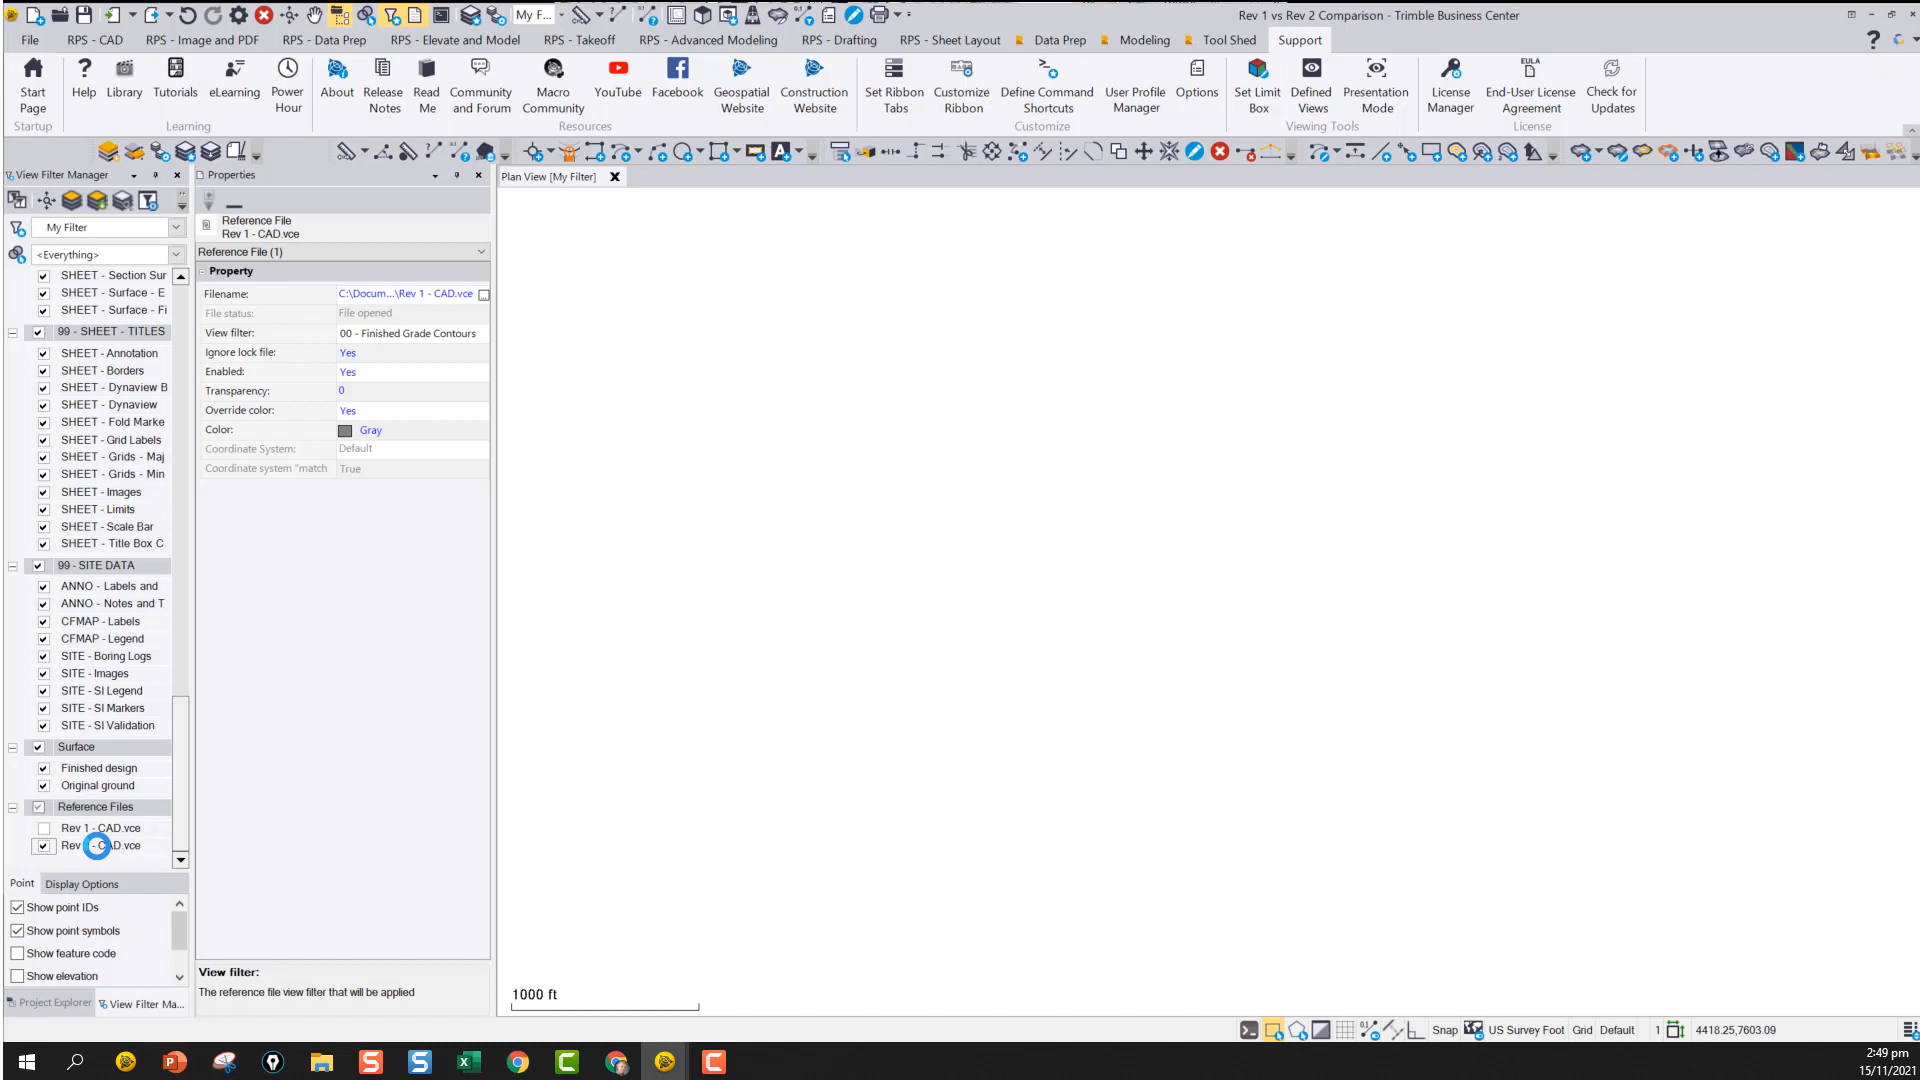 My F...
Rev 1 vs Rev 2 Comparison - Trimble Business Center
File
RPS - CAD
RPS - Image and PDF
RPS - Data Prep
RPS - Elevate and Model
RPS - Takeoff
RPS - Advanced Modeling
RPS - Drafting
RPS - Sheet Layout
Data Prep
Modeling
Tool Shed
Support
Start Page
Help
Library
Tutorials
eLearning
Power Hour
About
Release Notes
Read Me
Community and Forum
Macro Community
YouTube
Facebook
Geospatial Website
Construction Website
Set Ribbon Tabs
Customize Ribbon
Define Command Shortcuts
User Profile Manager
Options
Set Limit Box
Defined Views
Presentation Mode
License Manager
EULA
End-User License Agreement
Check for Updates
Startup
Learning
Resources
Customize
Viewing Tools
License
View Filter Manager
My Filter
<Everything>
SHEET - Section Sur
SHEET - Surface - E
SHEET - Surface - Fi
99 - SHEET - TITLES
SHEET - Annotation
SHEET - Borders
SHEET - Dynaview B
SHEET - Dynaview
SHEET - Fold Marke
SHEET - Grid Labels
SHEET - Grids - Maj
SHEET - Grids - Min
SHEET - Images
SHEET - Limits
SHEET - Scale Bar
SHEET - Title Box C
99 - SITE DATA
ANNO - Labels and
ANNO - Notes and T
CFMAP - Labels
CFMAP - Legend
SITE - Boring Logs
SITE - Images
SITE - SI Legend
SITE - SI Markers
SITE - SI Validation
Surface
Finished design
Original ground
Reference Files
Rev 1 - CAD.vce
Rev - CAD.vce
Point
Display Options
Show point IDs
Show point symbols
Show feature code
Show elevation
Project Explorer
View Filter Ma...
Properties
Reference File
Rev 1 - CAD.vce
Reference File (1)
Property
Filename: C:\Docum...\Rev 1 - CAD.vce
File status: File opened
View filter: 00 - Finished Grade Contours
Ignore lock file: Yes
Enabled: Yes
Transparency: 0
Override color: Yes
Color: Gray
Coordinate System: Default
Coordinate system "match True
View filter:
The reference file view filter that will be applied
Plan View [My Filter]
1000 ft
Snap
US Survey Foot
Grid
Default
1
4418.25,7603.09
2:49 pm
15/11/2021